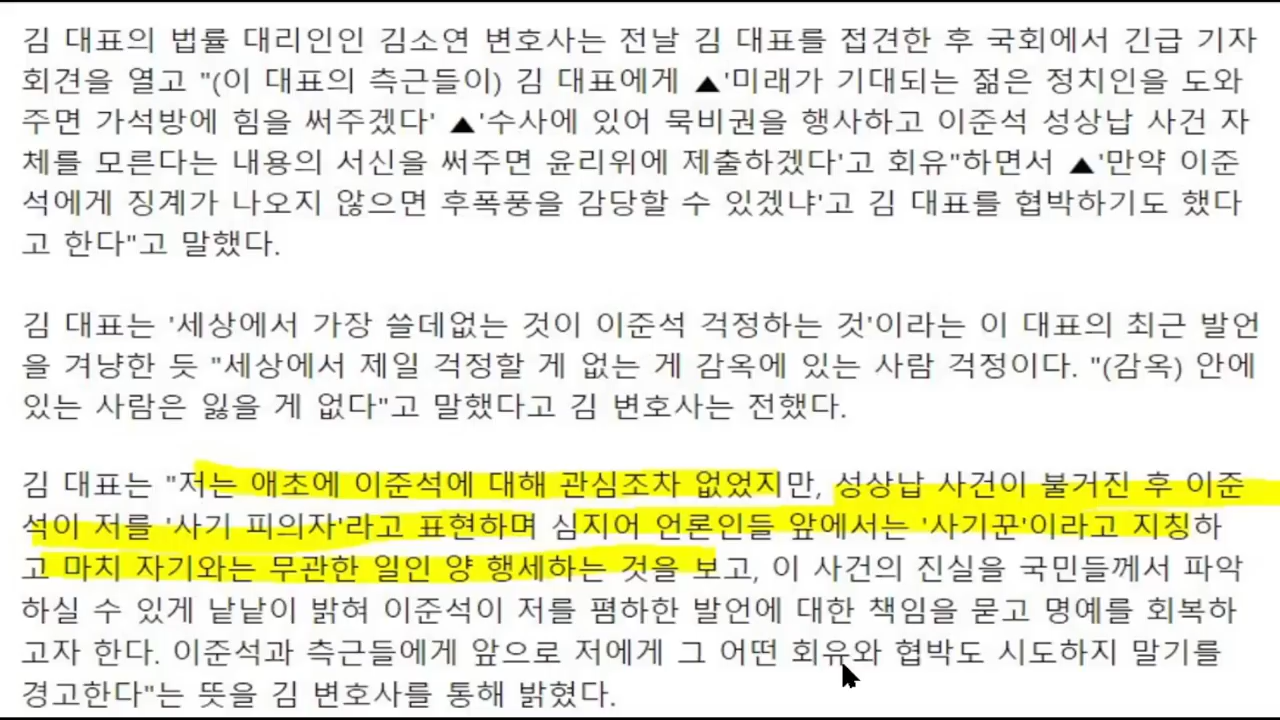 김 대표의 법률 대리인인 김소연 변호사는 전날 김 대표를 접견한 후 국회에서 긴급 기자
회견을 열고 "(이 대표의 측근들이) 김 대표에게 ▲'미래가 기대되는 젊은 정치인을 도와
주면 가석방에 힘을 써주겠다' ▲'수사에 있어 묵비권을 행사하고 이준석 성상납 사건 자
체를 모른다는 내용의 서신을 써주면 윤리위에 제출하겠다'고 회유"하면서 ▲'만약 이준
석에게 징계가 나오지 않으면 후폭풍을 감당할 수 있겠냐'고 김 대표를 협박하기도 했다
고 한다"고 말했다.
김 대표는 '세상에서 가장 쓸데없는 것이 이준석 걱정하는 것'이라는 이 대표의 최근 발언
을 겨냥한 듯 "세상에서 제일 걱정할 게 없는 게 감옥에 있는 사람 걱정이다. "(감옥) 안에
있는 사람은 잃을 게 없다"고 말했다고 김 변호사는 전했다.
김 대표는 "저는 애초에 이준석에 대해 관심조차 없었지만, 성상납 사건이 불거진 후 이준
석이 저를 '사기 피의자'라고 표현하며 심지어 언론인들 앞에서는 '사기꾼'이라고 지칭하
고 마치 자기와는 무관한 일인 양 행세하는 것을 보고, 이 사건의 진실을 국민들께서 파악
하실 수 있게 낱낱이 밝혀 이준석이 저를 폄하한 발언에 대한 책임을 묻고 명예를 회복하
고자 한다. 이준석과 측근들에게 앞으로 저에게 그 어떤 회유와 협박도 시도하지 말기를
경고한다"는 뜻을 김 변호사를 통해 밝혔다.